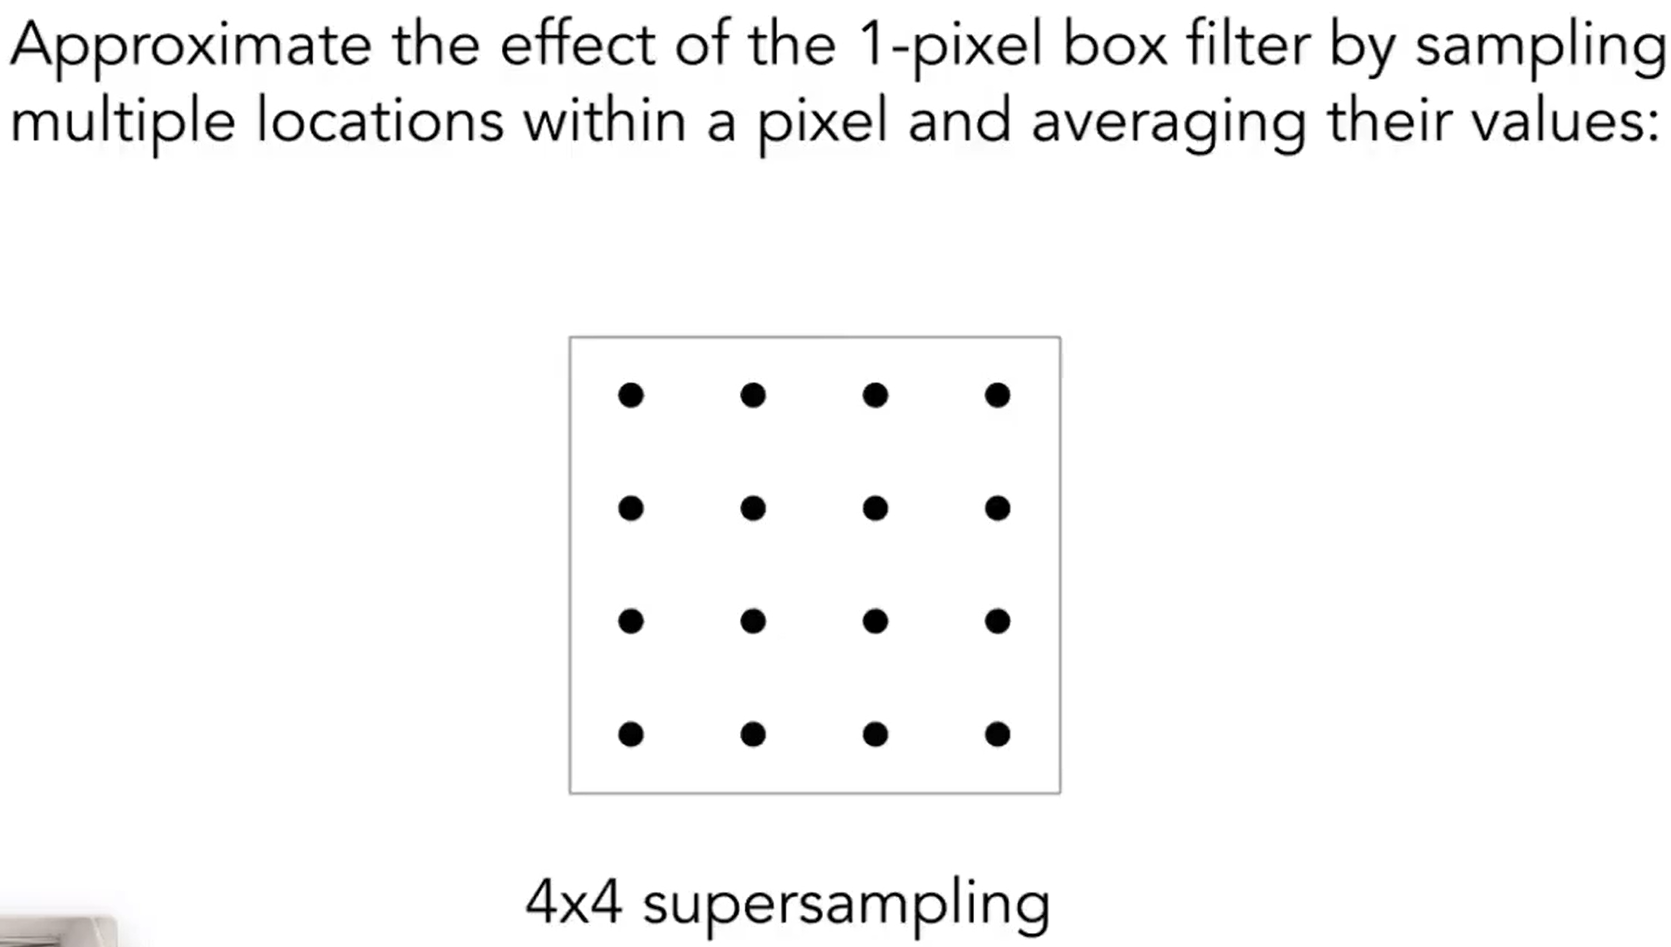 Approximate the effect of the 1-pixel box filter by sampling
multiple locations within a pixel and averaging their values:
4x4 supersampling